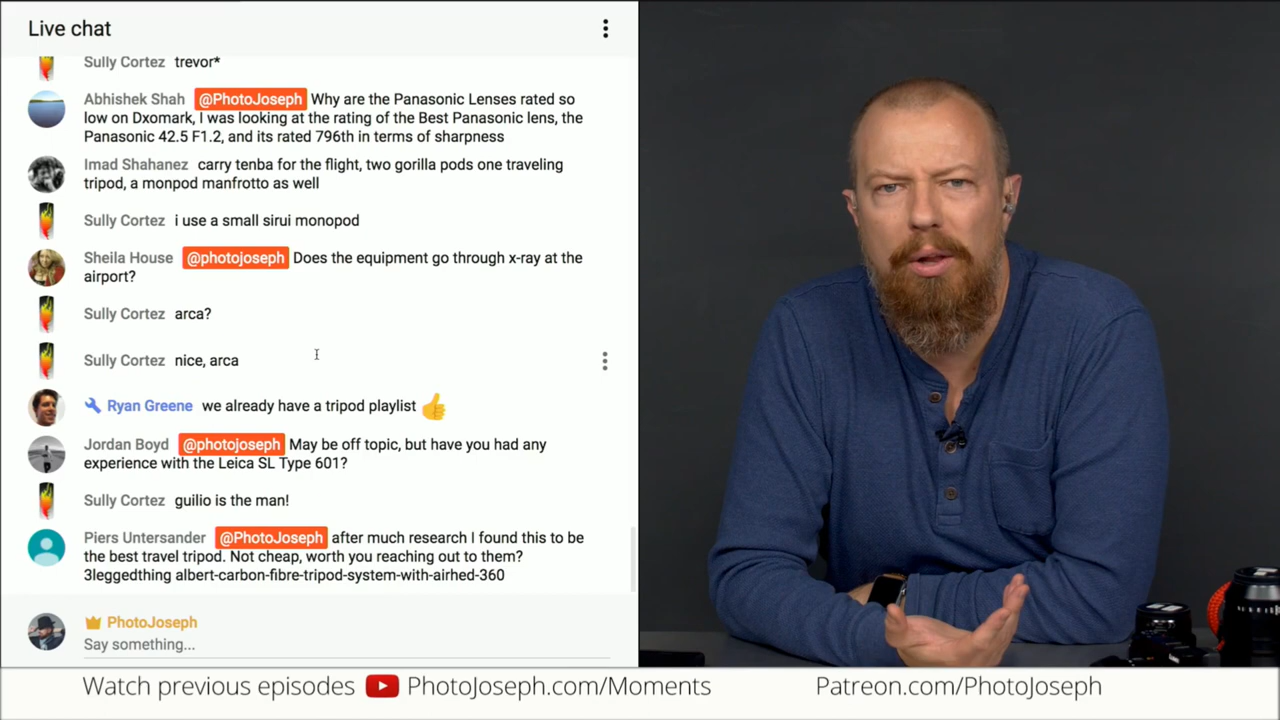 Live chat
Sully Cortez trevor*
Abhishek Shah @PhotoJoseph Why are the Panasonic Lenses rated so
low on Dxomark, I was looking at the rating of the Best Panasonic lens, the
Panasonic 42.5 F1.2, and its rated 796th in terms of sharpness
Imad Shahanez carry tenba for the flight, two gorilla pods one traveling
tripod, a monpod manfrotto as well
Sully Cortez i use a small sirui monopod
Sheila House @photojoseph Does the equipment go through x-ray at the
airport?
Sully Cortez arca?
Sully Cortez nice, arca
Ryan Greene we already have a tripod playlist
Jordan Boyd @photojoseph May be off topic, but have you had any
experience with the Leica SL Type 601?
Sully Cortez guilio is the man!
Piers Untersander @PhotoJoseph after much research I found this to be
the best travel tripod. Not cheap, worth you reaching out to them?
3leggedthing albert-carbon-fibre-tripod-system-with-airhed-360
PhotoJoseph
Say something...
Watch previous episodes PhotoJoseph.com/Moments Patreon.com/PhotoJoseph